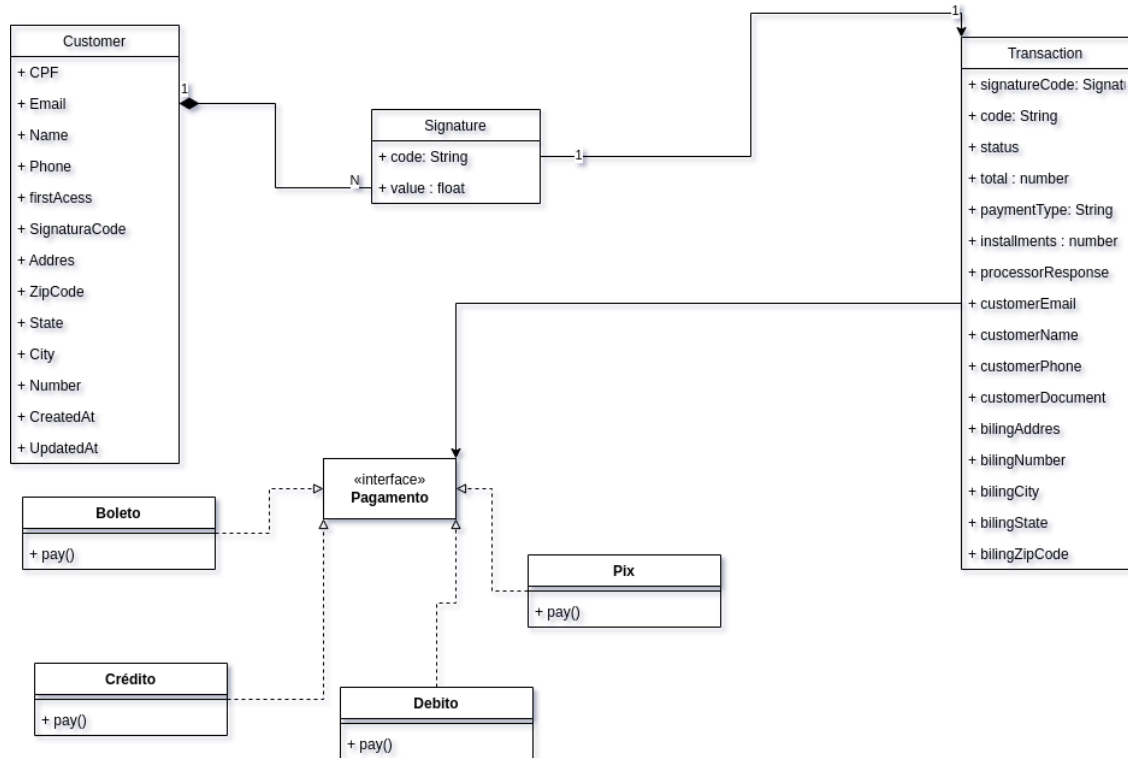 Customer
+ CPF
+ Email
+ Name
+ Phone
+ firstAcess
+ SignaturaCode
+ Addres
+ ZipCode
+ State
+ City
+ Number
+ CreatedAt
+ UpdatedAt
1
N
Signature
+ code: String
+ value : float
1
1
Transaction
+ signatureCode: Signat
+ code: String
+ status
+ total : number
+ paymentType: String
+ installments : number
+ processorResponse
+ customerEmail
+ customerName
+ customerPhone
+ customerDocument
+ bilingAddres
+ bilingNumber
+ bilingCity
+ bilingState
+ bilingZipCode
«interface»
Pagamento
Boleto
+ pay()
Pix
+ pay()
Crédito
+ pay()
Debito
+ pay()